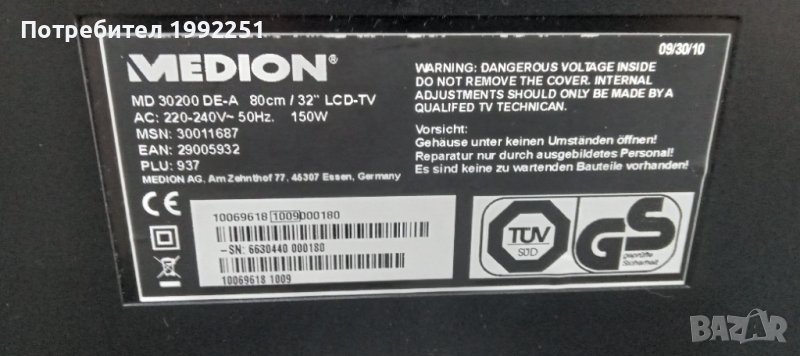 Потребител 1992251
MEDION®
MD 30200 DE-A 80cm / 32" LCD-TV
AC: 220-240V~ 50Hz. 150W
MSN: 30011687
EAN: 29005932
PLU: 937
MEDION AG, Am Zehnthof 77, 45307 Essen, Germany
CE
10069618 1009 000180
-SN: 6630440 000180
10069618 1009
09/30/10
WARNING: DANGEROUS VOLTAGE INSIDE
DO NOT REMOVE THE COVER. INTERNAL
ADJUSTMENTS SHOULD ONLY BE MADE BY A
QUALIFED TV TECHNICAN.
Vorsicht:
Gehäuse unter keinen Umständen öffnen!
Reparatur nur durch ausgebildetes Personal!
Es sind keine zu wartenden Bauteile vorhanden!
TÜV
SÜD
GS
geprüfte
Sicherheit
BAZAR